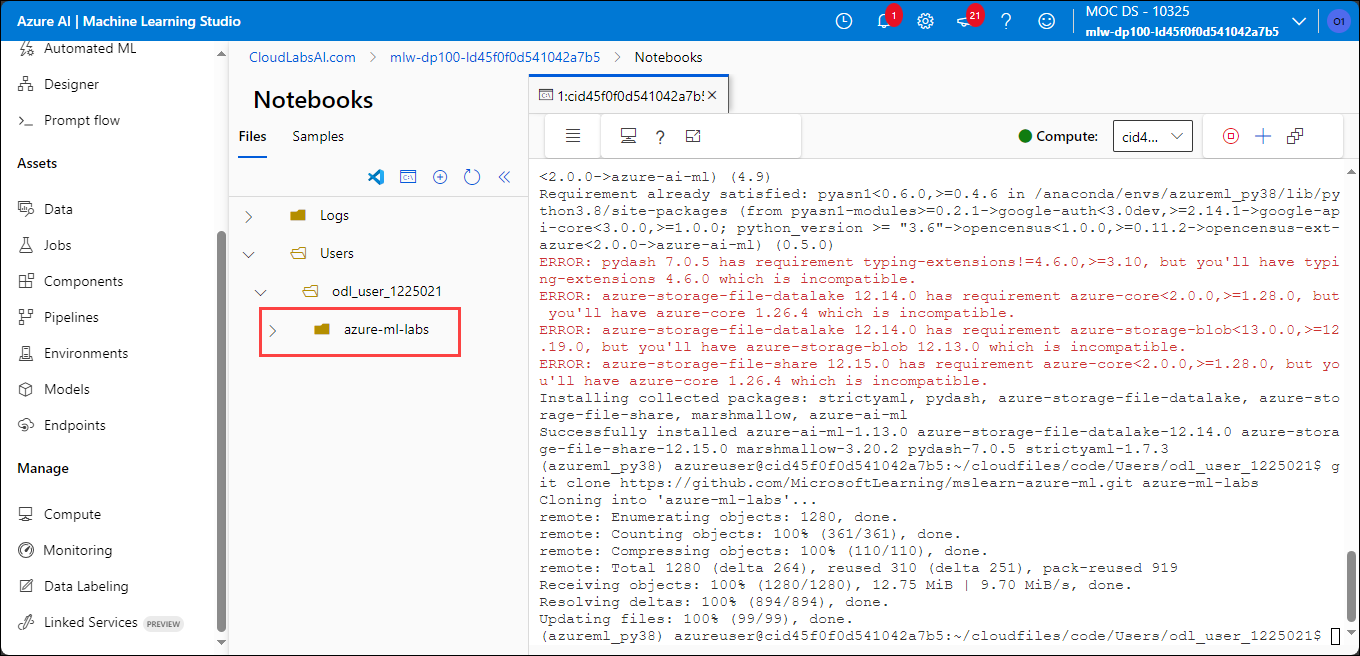 Azure AI | Machine Learning Studio
1
21
MOC DS - 10325
mlw-dp100-ld45f0f0d541042a7b5
O1
Automated ML
Designer
Prompt flow
Assets
Data
Jobs
Components
Pipelines
Environments
Models
Endpoints
Manage
Compute
Monitoring
Data Labeling
Linked Services PREVIEW
CloudLabsAI.com > mlw-dp100-ld45f0f0d541042a7b5 > Notebooks
Notebooks
Files Samples
Logs
Users
odl_user_1225021
azure-ml-labs
1:cid45f0f0d541042a7b5
Compute: cid4...
<2.0.0->azure-ai-ml) (4.9)
Requirement already satisfied: pyasn1<0.6.0,>=0.4.6 in /anaconda/envs/azureml_py38/lib/py
thon3.8/site-packages (from pyasn1-modules>=0.2.1->google-auth<3.0dev,>=2.14.1->google-ap
i-core<3.0.0,>=1.0.0; python_version >= "3.6"->opencensus<1.0.0,>=0.11.2->opencensus-ext-
azure<2.0.0->azure-ai-ml) (0.5.0)
ERROR: pydash 7.0.5 has requirement typing-extensions!=4.6.0,>=3.10, but you'll have typi
ng-extensions 4.6.0 which is incompatible.
ERROR: azure-storage-file-datalake 12.14.0 has requirement azure-core<2.0.0,>=1.28.0, but
you'll have azure-core 1.26.4 which is incompatible.
ERROR: azure-storage-file-datalake 12.14.0 has requirement azure-storage-blob<13.0.0,>=12
.19.0, but you'll have azure-storage-blob 12.13.0 which is incompatible.
ERROR: azure-storage-file-share 12.15.0 has requirement azure-core<2.0.0,>=1.28.0, but yo
u'll have azure-core 1.26.4 which is incompatible.
Installing collected packages: strictyaml, pydash, azure-storage-file-datalake, azure-sto
rage-file-share, marshmallow, azure-ai-ml
Successfully installed azure-ai-ml-1.13.0 azure-storage-file-datalake-12.14.0 azure-stora
ge-file-share-12.15.0 marshmallow-3.20.2 pydash-7.0.5 strictyaml-1.7.3
(azureml_py38) azureuser@cid45f0f0d541042a7b5:~/cloudfiles/code/Users/odl_user_1225021$ g
it clone https://github.com/MicrosoftLearning/mslearn-azure-ml.git azure-ml-labs
Cloning into 'azure-ml-labs'...
remote: Enumerating objects: 1280, done.
remote: Counting objects: 100% (361/361), done.
remote: Compressing objects: 100% (110/110), done.
remote: Total 1280 (delta 264), reused 310 (delta 251), pack-reused 919
Receiving objects: 100% (1280/1280), 12.75 MiB | 9.70 MiB/s, done.
Resolving deltas: 100% (894/894), done.
Updating files: 100% (99/99), done.
(azureml_py38) azureuser@cid45f0f0d541042a7b5:~/cloudfiles/code/Users/odl_user_1225021$